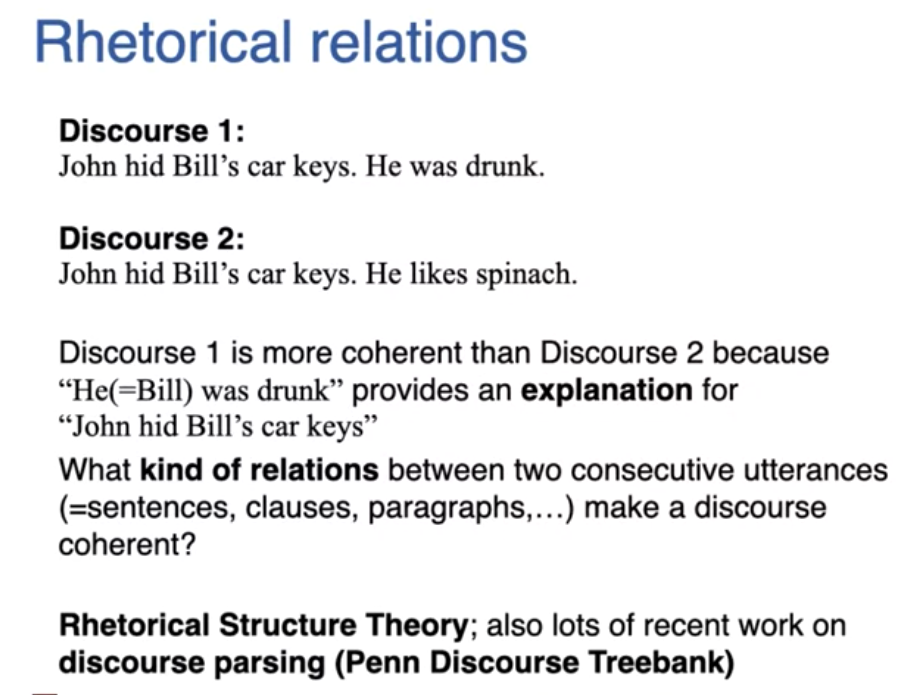 Rhetorical relations
Discourse 1:
John hid Bill’s car keys. He was drunk.
Discourse 2:
John hid Bill’s car keys. He likes spinach.
Discourse 1 is more coherent than Discourse 2 because
“He(=Bill) was drunk” provides an explanation for
“John hid Bill’s car keys”
What kind of relations between two consecutive utterances
(=sentences, clauses, paragraphs,…) make a discourse
coherent?
Rhetorical Structure Theory; also lots of recent work on
discourse parsing (Penn Discourse Treebank)